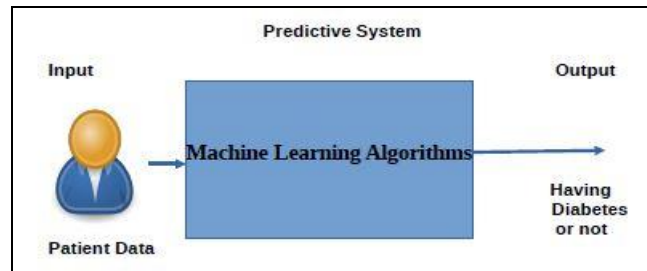 Predictive System
Input
Output
Machine Learning Algorithms
Patient Data
Having
Diabetes
or not